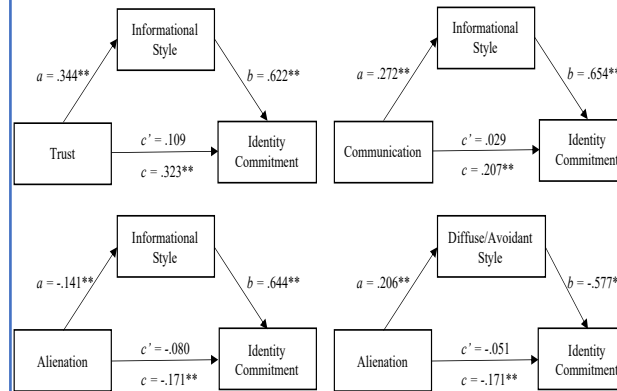 Informational
Style
a = .344**
b = .622**
Trust
c' = .109
c = .323**
Identity
Commitment
Informational
Style
a = .272**
b = .654**
Communication
c' = .029
c = .207**
Identity
Commitment
Informational
Style
a = -.141**
b = .644**
Alienation
c' = -.080
c = -.171**
Identity
Commitment
Diffuse/Avoidant
Style
a = .206**
b = -.577*
Alienation
c' = -.051
c = -.171**
Identity
Commitment